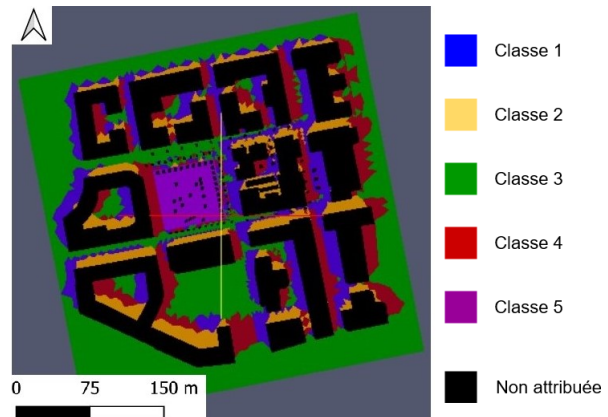 Classe 1
Classe 2
Classe 3
Classe 4
Classe 5
Non attribuée
0 75 150 m